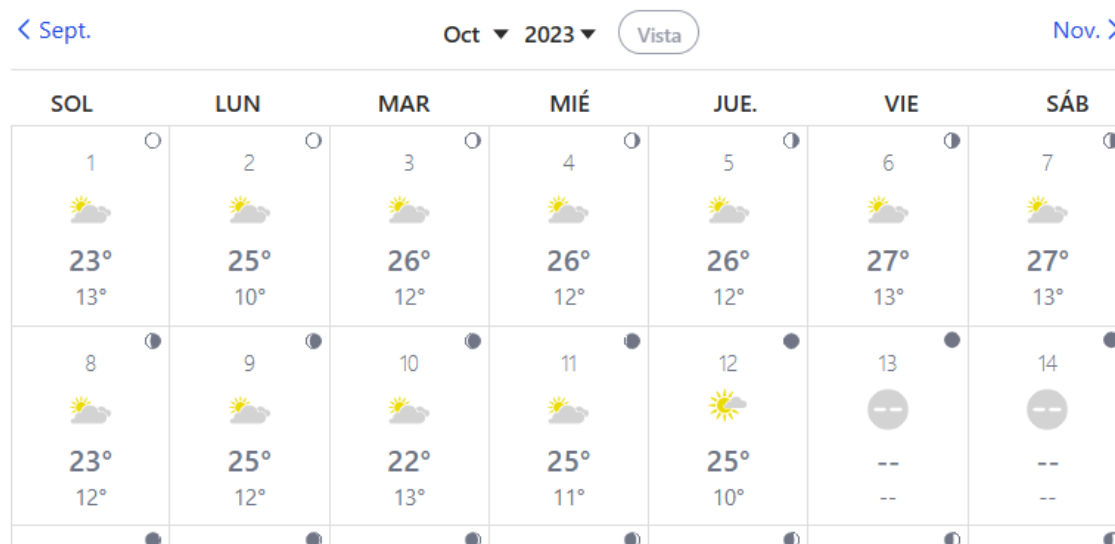 Sept. Oct 2023 Vista Nov.
SOL LUN MAR MIÉ JUE. VIE SÁB
1 2 3 4 5 6 7
23° 25° 26° 26° 26° 27° 27°
13° 10° 12° 12° 12° 13° 13°
8 9 10 11 12 13 14
-- --
23° 25° 22° 25° 25° -- --
12° 12° 13° 11° 10° -- --